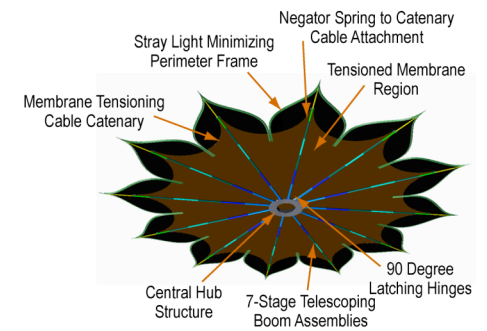 Negator Spring to Catenary
Cable Attachment
Stray Light Minimizing
Perimeter Frame
Tensioned Membrane
Region
Membrane Tensioning
Cable Catenary
90 Degree
Latching Hinges
Central Hub
Structure
7-Stage Telescoping
Boom Assemblies